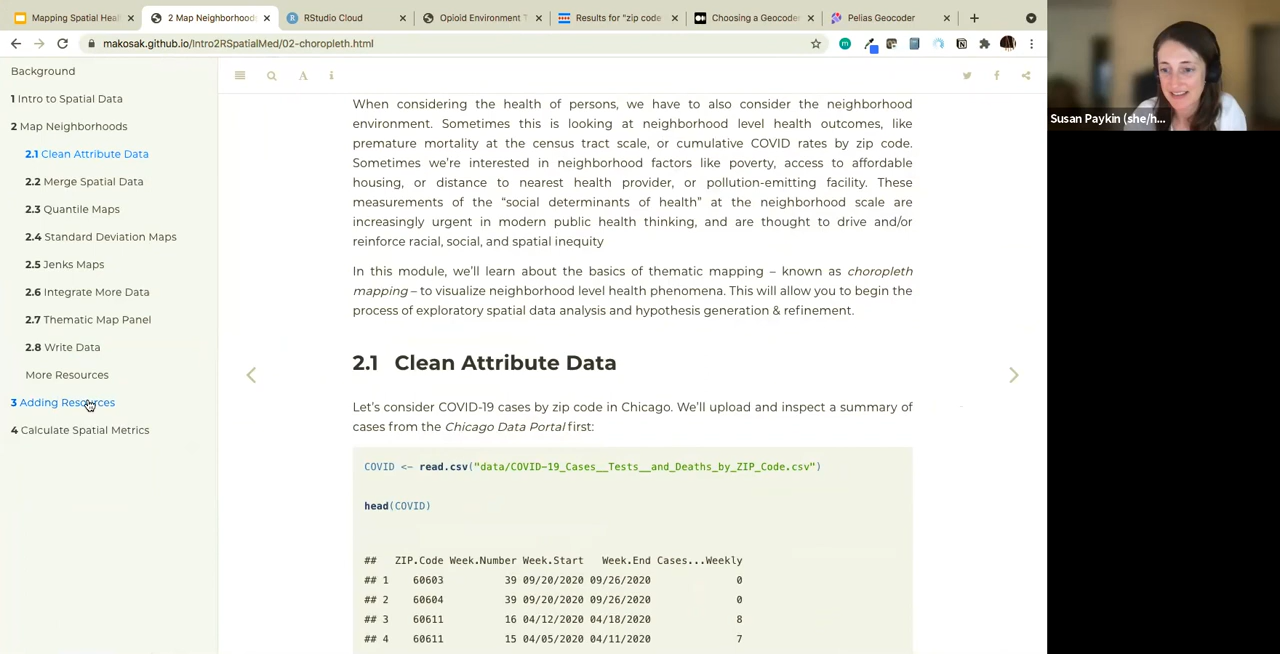 Mapping Spatial Heal
2 Map Neighborhoods
RStudio Cloud
Opioid Environment T
Results for "zip code
Choosing a Geocoder
Pelias Geocoder
makosak.github.io/Intro2RSpatialMed/02-choropleth.html
Background
1 Intro to Spatial Data
2 Map Neighborhoods
2.1 Clean Attribute Data
2.2 Merge Spatial Data
2.3 Quantile Maps
2.4 Standard Deviation Maps
2.5 Jenks Maps
2.6 Integrate More Data
2.7 Thematic Map Panel
2.8 Write Data
More Resources
3 Adding Resources
4 Calculate Spatial Metrics
When considering the health of persons, we have to also consider the neighborhood
environment. Sometimes this is looking at neighborhood level health outcomes, like
premature mortality at the census tract scale, or cumulative COVID rates by zip code.
Sometimes we're interested in neighborhood factors like poverty, access to affordable
housing, or distance to nearest health provider, or pollution-emitting facility. These
measurements of the "social determinants of health" at the neighborhood scale are
increasingly urgent in modern public health thinking, and are thought to drive and/or
reinforce racial, social, and spatial inequity
In this module, we'll learn about the basics of thematic mapping – known as choropleth
mapping – to visualize neighborhood level health phenomena. This will allow you to begin the
process of exploratory spatial data analysis and hypothesis generation & refinement.
2.1 Clean Attribute Data
Let's consider COVID-19 cases by zip code in Chicago. We'll upload and inspect a summary of
cases from the Chicago Data Portal first:
COVID <- read.csv("data/COVID-19_Cases__Tests__and_Deaths_by_ZIP_Code.csv")
head(COVID)
## ZIP.Code Week.Number Week.Start Week.End Cases...Weekly
## 1 60603 39 09/20/2020 09/26/2020 0
## 2 60604 39 09/20/2020 09/26/2020 0
## 3 60611 16 04/12/2020 04/18/2020 8
## 4 60611 15 04/05/2020 04/11/2020 7
Susan Paykin (she/h...